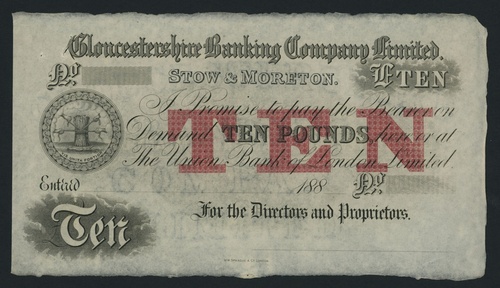 Gloucestershire Banking Company Limited.
No STOW & MORETON. £TEN
I Promise to pay the Bearer on
Demand TEN POUNDS, here or at
The Union Bank of London Limited
TEN
Ent'd 188 No
For the Directors and Proprietors.
Ten